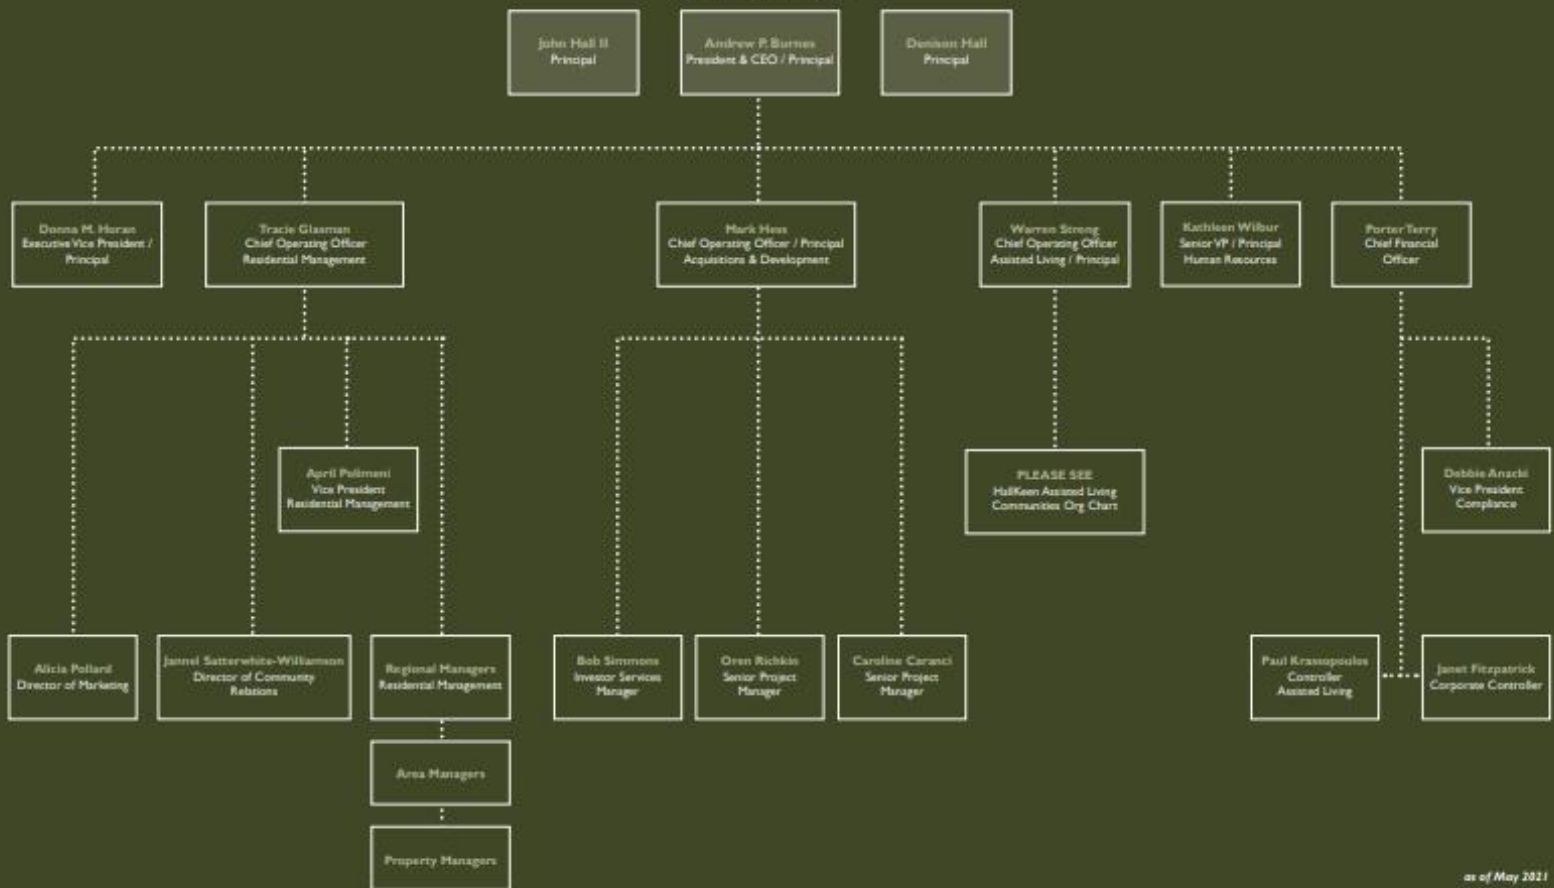 John Hall II
Principal
Andrew P. Burnes
President & CEO / Principal
Denison Hall
Principal
Donna M. Horan
Executive Vice President /
Principal
Tracie Glasman
Chief Operating Officer
Residential Management
Mark Hess
Chief Operating Officer / Principal
Acquisitions & Development
Warren Strong
Chief Operating Officer
Assisted Living / Principal
Kathleen Wilbur
Senior VP / Principal
Human Resources
Porter Terry
Chief Financial
Officer
April Polimeni
Vice President
Residential Management
PLEASE SEE
HallKeen Assisted Living
Communities Org Chart
Debbie Anacki
Vice President
Compliance
Alicia Pollard
Director of Marketing
Jannel Satterwhite-Williamson
Director of Community
Relations
Regional Managers
Residential Management
Bob Simmons
Investor Services
Manager
Oren Richkin
Senior Project
Manager
Caroline Caranci
Senior Project
Manager
Paul Krassopoulos
Controller
Assisted Living
Janet Fitzpatrick
Corporate Controller
Area Managers
Property Managers
as of May 2021